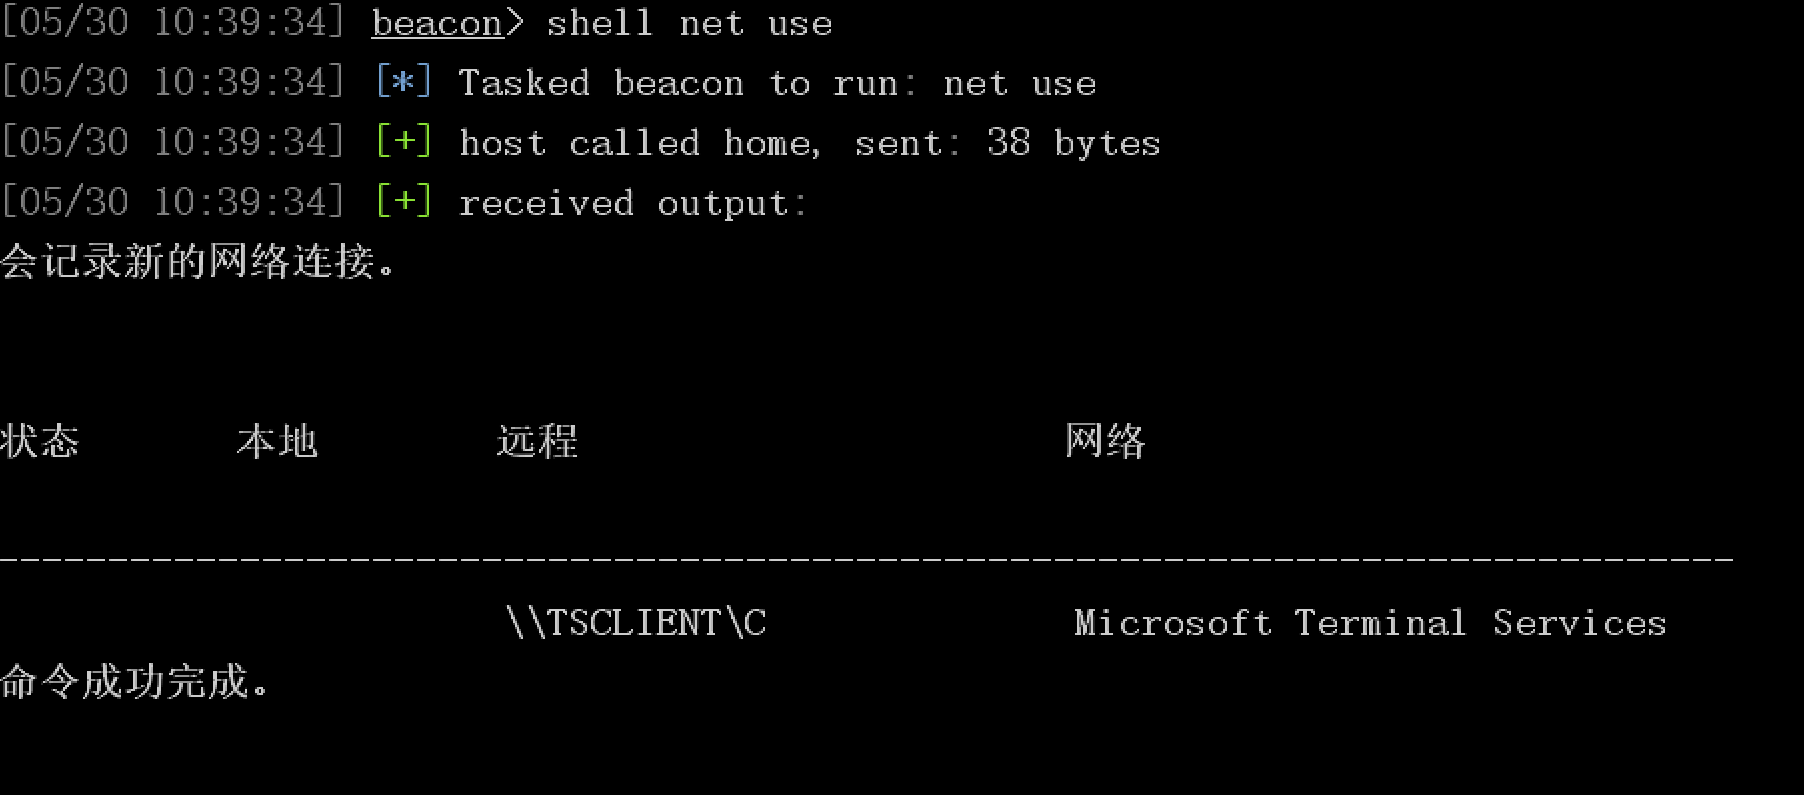 [05/30 10:39:34] beacon> shell net use
[05/30 10:39:34] [*] Tasked beacon to run: net use
[05/30 10:39:34] [+] host called home, sent: 38 bytes
[05/30 10:39:34] [+] received output:
会记录新的网络连接。
状态 本地 远程 网络
-------------------------------------------------------------------------------
\\TSCLIENT\C Microsoft Terminal Services
命令成功完成。